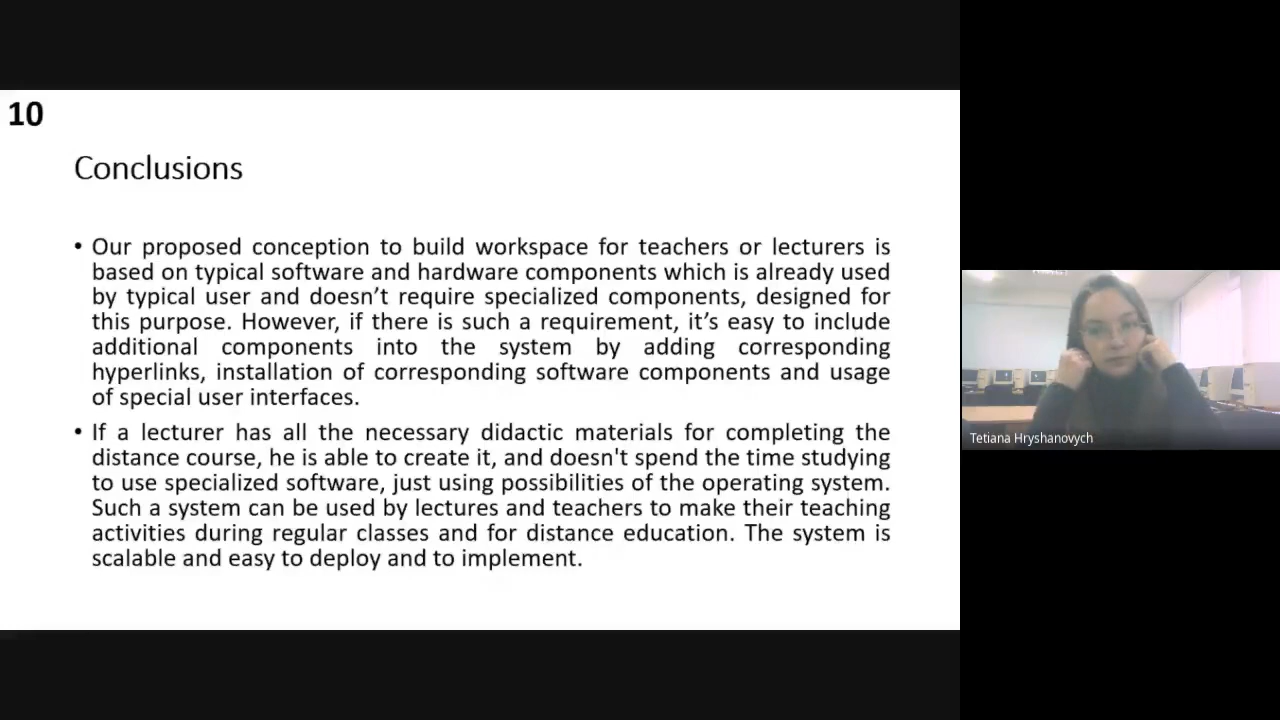 10
Conclusions
• Our proposed conception to build workspace for teachers or lecturers is
based on typical software and hardware components which is already used
by typical user and doesn’t require specialized components, designed for
this purpose. However, if there is such a requirement, it’s easy to include
additional components into the system by adding corresponding
hyperlinks, installation of corresponding software components and usage
of special user interfaces.
• If a lecturer has all the necessary didactic materials for completing the
distance course, he is able to create it, and doesn't spend the time studying
to use specialized software, just using possibilities of the operating system.
Such a system can be used by lectures and teachers to make their teaching
activities during regular classes and for distance education. The system is
scalable and easy to deploy and to implement.
Tetiana Hryshanovych